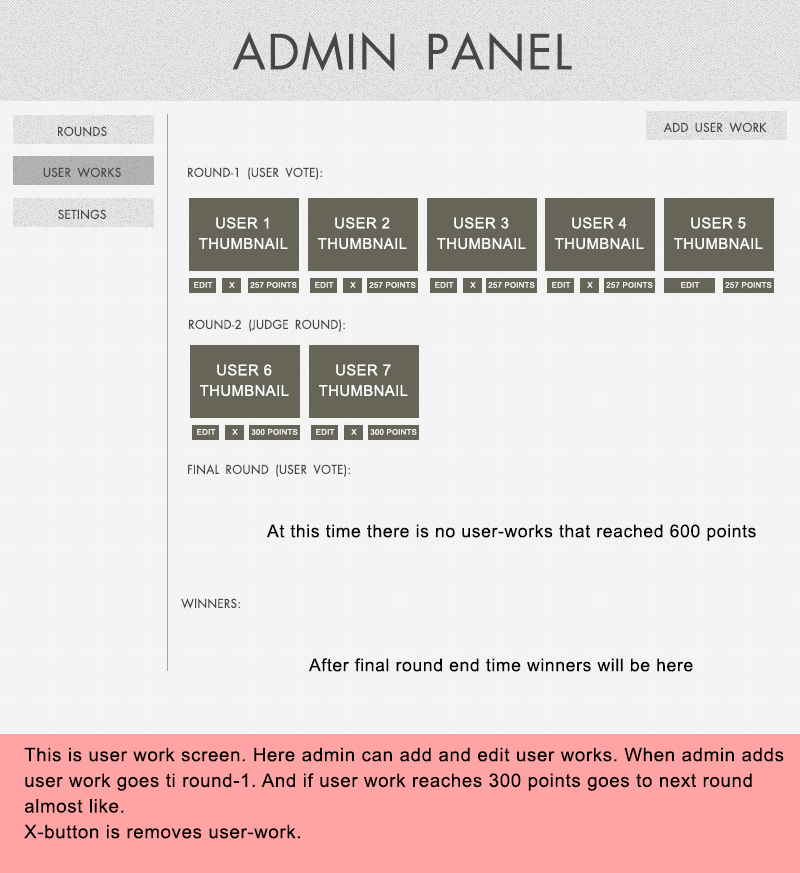 ADMIN PANEL
ROUNDS
USER WORKS
SETINGS
ADD USER WORK
ROUND-1 (USER VOTE):
USER 1
THUMBNAIL
USER 2
THUMBNAIL
USER 3
THUMBNAIL
USER 4
THUMBNAIL
USER 5
THUMBNAIL
EDIT X 257 POINTS
EDIT X 257 POINTS
EDIT X 257 POINTS
EDIT X 257 POINTS
EDIT 257 POINTS
ROUND-2 (JUDGE ROUND):
USER 6
THUMBNAIL
USER 7
THUMBNAIL
EDIT X 300 POINTS
EDIT X 300 POINTS
FINAL ROUND (USER VOTE):
At this time there is no user-works that reached 600 points
WINNERS:
After final round end time winners will be here
This is user work screen. Here admin can add and edit user works. When admin adds
user work goes ti round-1. And if user work reaches 300 points goes to next round
almost like.
X-button is removes user-work.